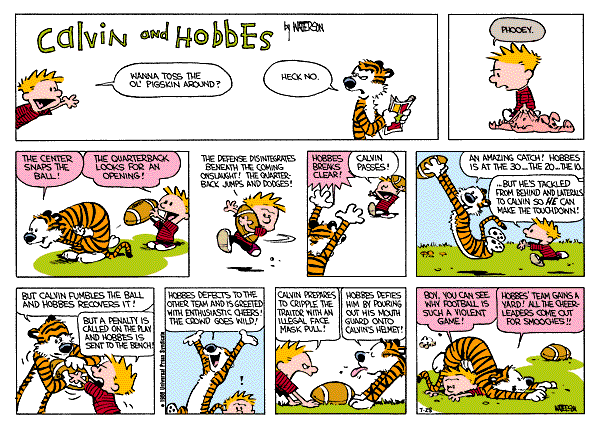 Calvin and Hobbes
by WATTERSON
WANNA TOSS THE
OL' PIGSKIN AROUND?
HECK NO.
PHOOEY.
THE CENTER
SNAPS THE
BALL!
THE QUARTERBACK
LOOKS FOR AN
OPENING!
THE DEFENSE DISINTEGRATES
BENEATH THE COMING
ONSLAUGHT! THE QUARTER-
BACK JUMPS AND DODGES!
HOBBES
BREAKS
CLEAR!
CALVIN
PASSES!
AN AMAZING CATCH! HOBBES
IS AT THE 30...THE 20...THE 10..
...BUT HE'S TACKLED
FROM BEHIND AND LATERALS
TO CALVIN SO HE CAN
MAKE THE TOUCHDOWN!
BUT CALVIN FUMBLES THE BALL
AND HOBBES RECOVERS IT!
BUT A PENALTY IS
CALLED ON THE PLAY
AND HOBBES IS
SENT TO THE BENCH!
HOBBES DEFECTS TO THE
OTHER TEAM AND IS GREETED
WITH ENTHUSIASTIC CHEERS!
THE CROWD GOES WILD!
!
© 1988 Universal Press Syndicate
CALVIN PREPARES
TO CRIPPLE THE
TRAITOR WITH AN
ILLEGAL FACE
MASK PULL!
HOBBES DEFIES
HIM BY POURING
OUT HIS MOUTH
GUARD ONTO
CALVIN'S HELMET!
BOY, YOU CAN SEE
WHY FOOTBALL IS
SUCH A VIOLENT
GAME!
HOBBES' TEAM GAINS A
YARD! ALL THE CHEER-
LEADERS COME OUT
FOR SMOOCHES!!
7-28
WATTERSON